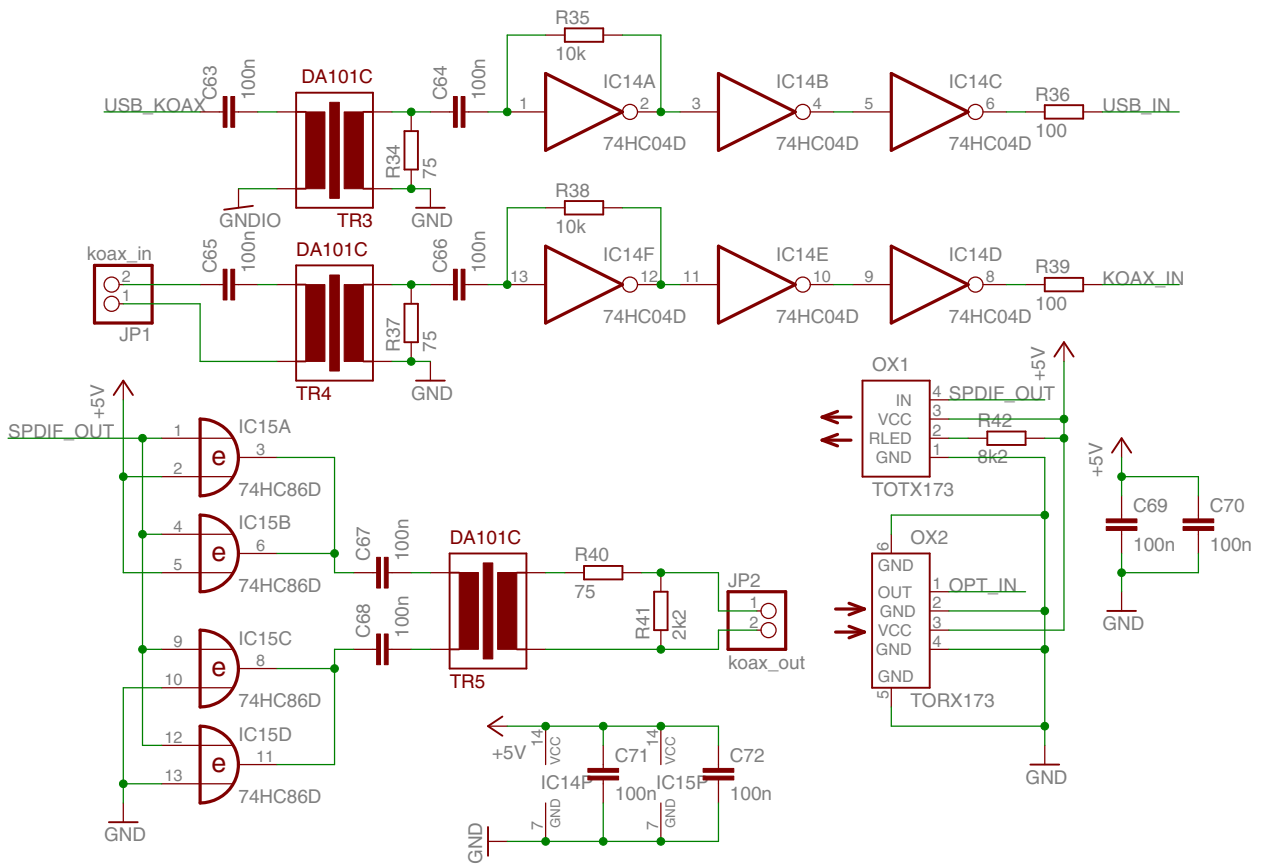 R35
10k
C63
100n
DA101C
C64
100n
IC14A
IC14B
IC14C
USB_KOAX
1
2
3
4
5
6
R36
100
USB_IN
74HC04D
74HC04D
74HC04D
R34
75
GNDIO
TR3
GND
R38
10k
koax_in
C65
100n
DA101C
C66
100n
IC14F
IC14E
IC14D
2
1
JP1
13
12
11
10
9
8
R39
100
KOAX_IN
74HC04D
74HC04D
74HC04D
R37
75
TR4
GND
+5V
SPDIF_OUT
1
2
IC15A
e
3
74HC86D
4
5
IC15B
e
6
74HC86D
9
10
IC15C
e
8
74HC86D
12
13
IC15D
e
11
74HC86D
GND
C67
100n
C68
100n
DA101C
TR5
R40
75
R41
2k2
JP2
1
2
koax_out
OX1
+5V
IN
4
SPDIF_OUT
VCC
3
RLED
2
R42
8k2
GND
1
TOTX173
OX2
6
GND
OUT
1
OPT_IN
GND
2
VCC
3
GND
4
GND
5
TORX173
GND
+5V
C69
100n
C70
100n
GND
+5V
14
VCC
IC14P
7
GND
C71
100n
14
VCC
IC15P
7
GND
C72
100n
GND